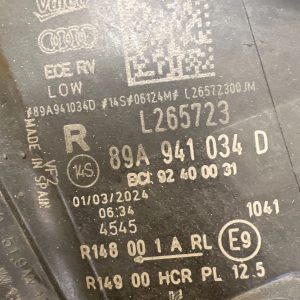 Valeo
ECE RV
LOW
#89A941034D #14S#06124M# L26572300JM
L265723
R
14S
89A 941 034 D
BCI 92 40 00 31
VF2
MADE IN SPAIN
01/03/2024
06:34
4545
1041
R148 00 1 A RL
E9
R149 00 HCR PL 12.5